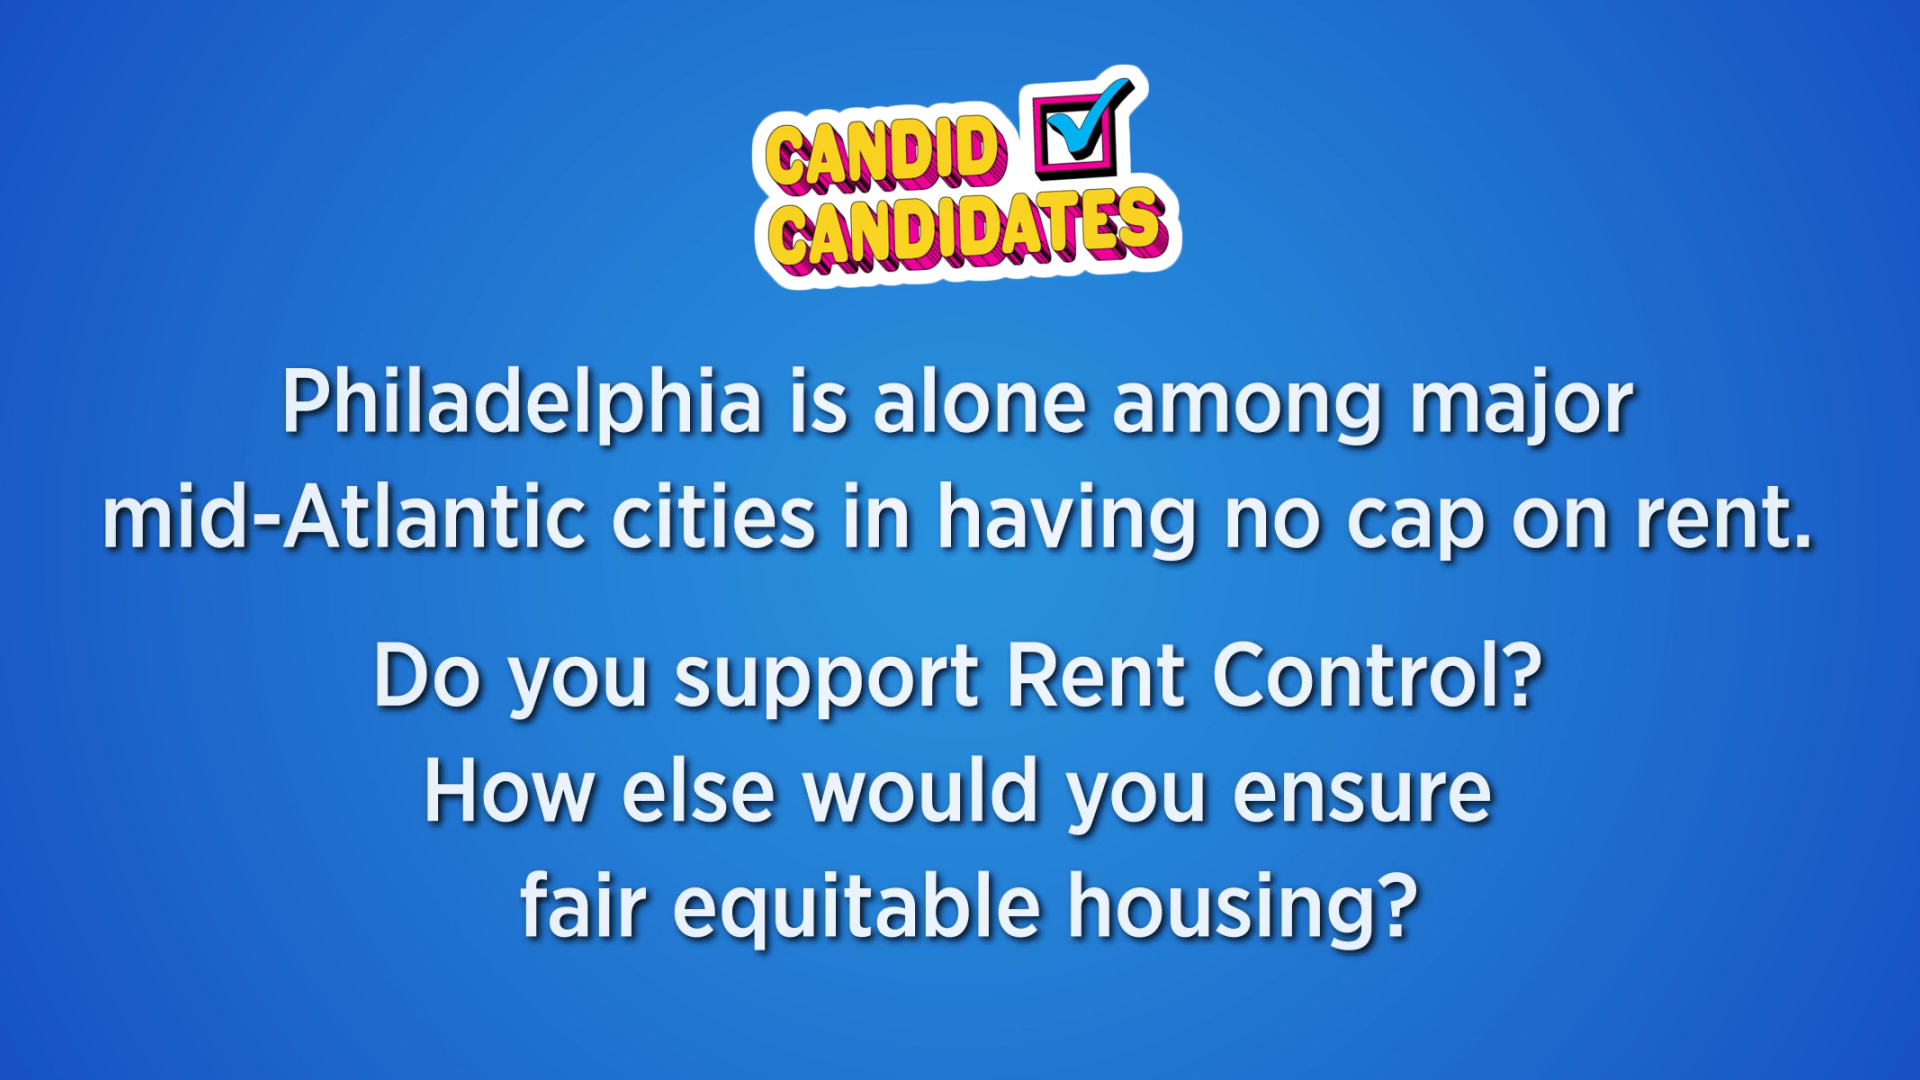 CANDID
CANDIDATES
Philadelphia is alone among major
mid-Atlantic cities in having no cap on rent.
Do you support Rent Control?
How else would you ensure
fair equitable housing?